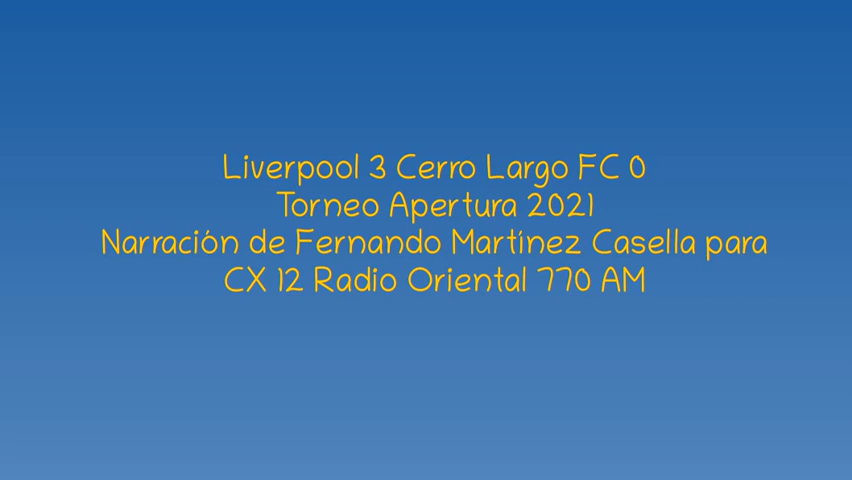 Liverpool 3 Cerro Largo FC 0
Torneo Apertura 2021
Narración de Fernando Martínez Casella para
CX 12 Radio Oriental 770 AM